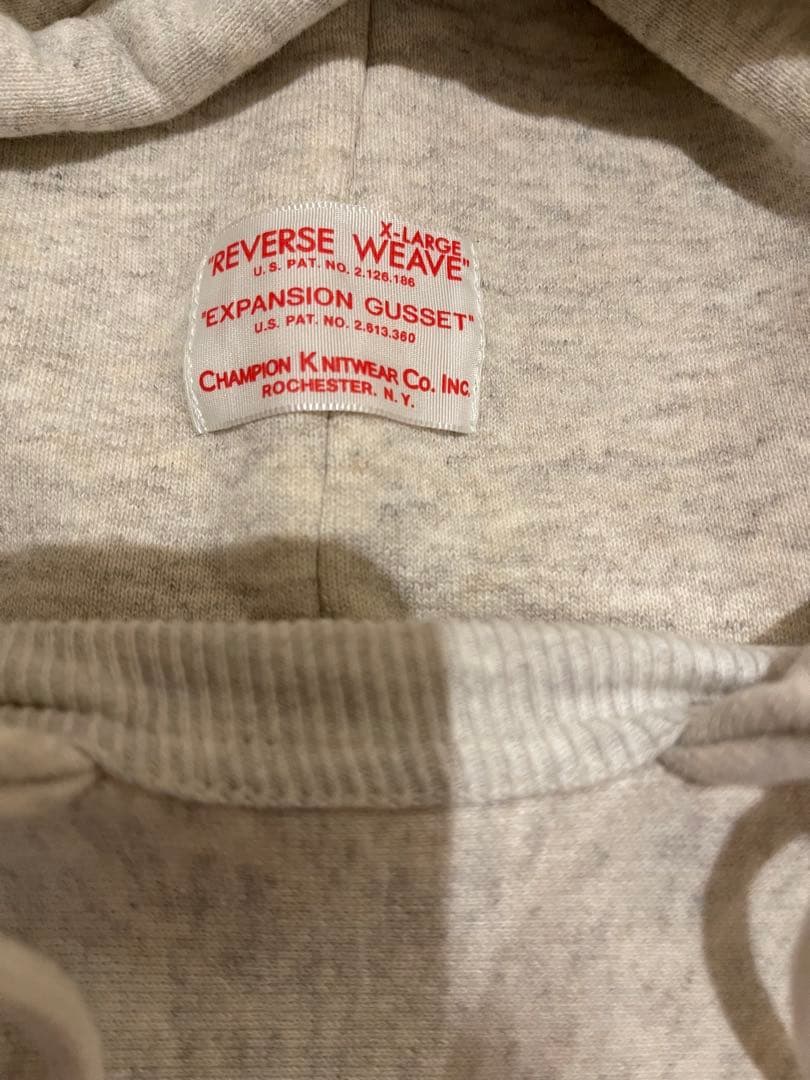 X-LARGE
"REVERSE WEAVE"
U.S. PAT. NO. 2.126.186
"EXPANSION GUSSET"
U.S. PAT. NO. 2.613.360
CHAMPION KNITWEAR CO. INC.
ROCHESTER. N.Y.